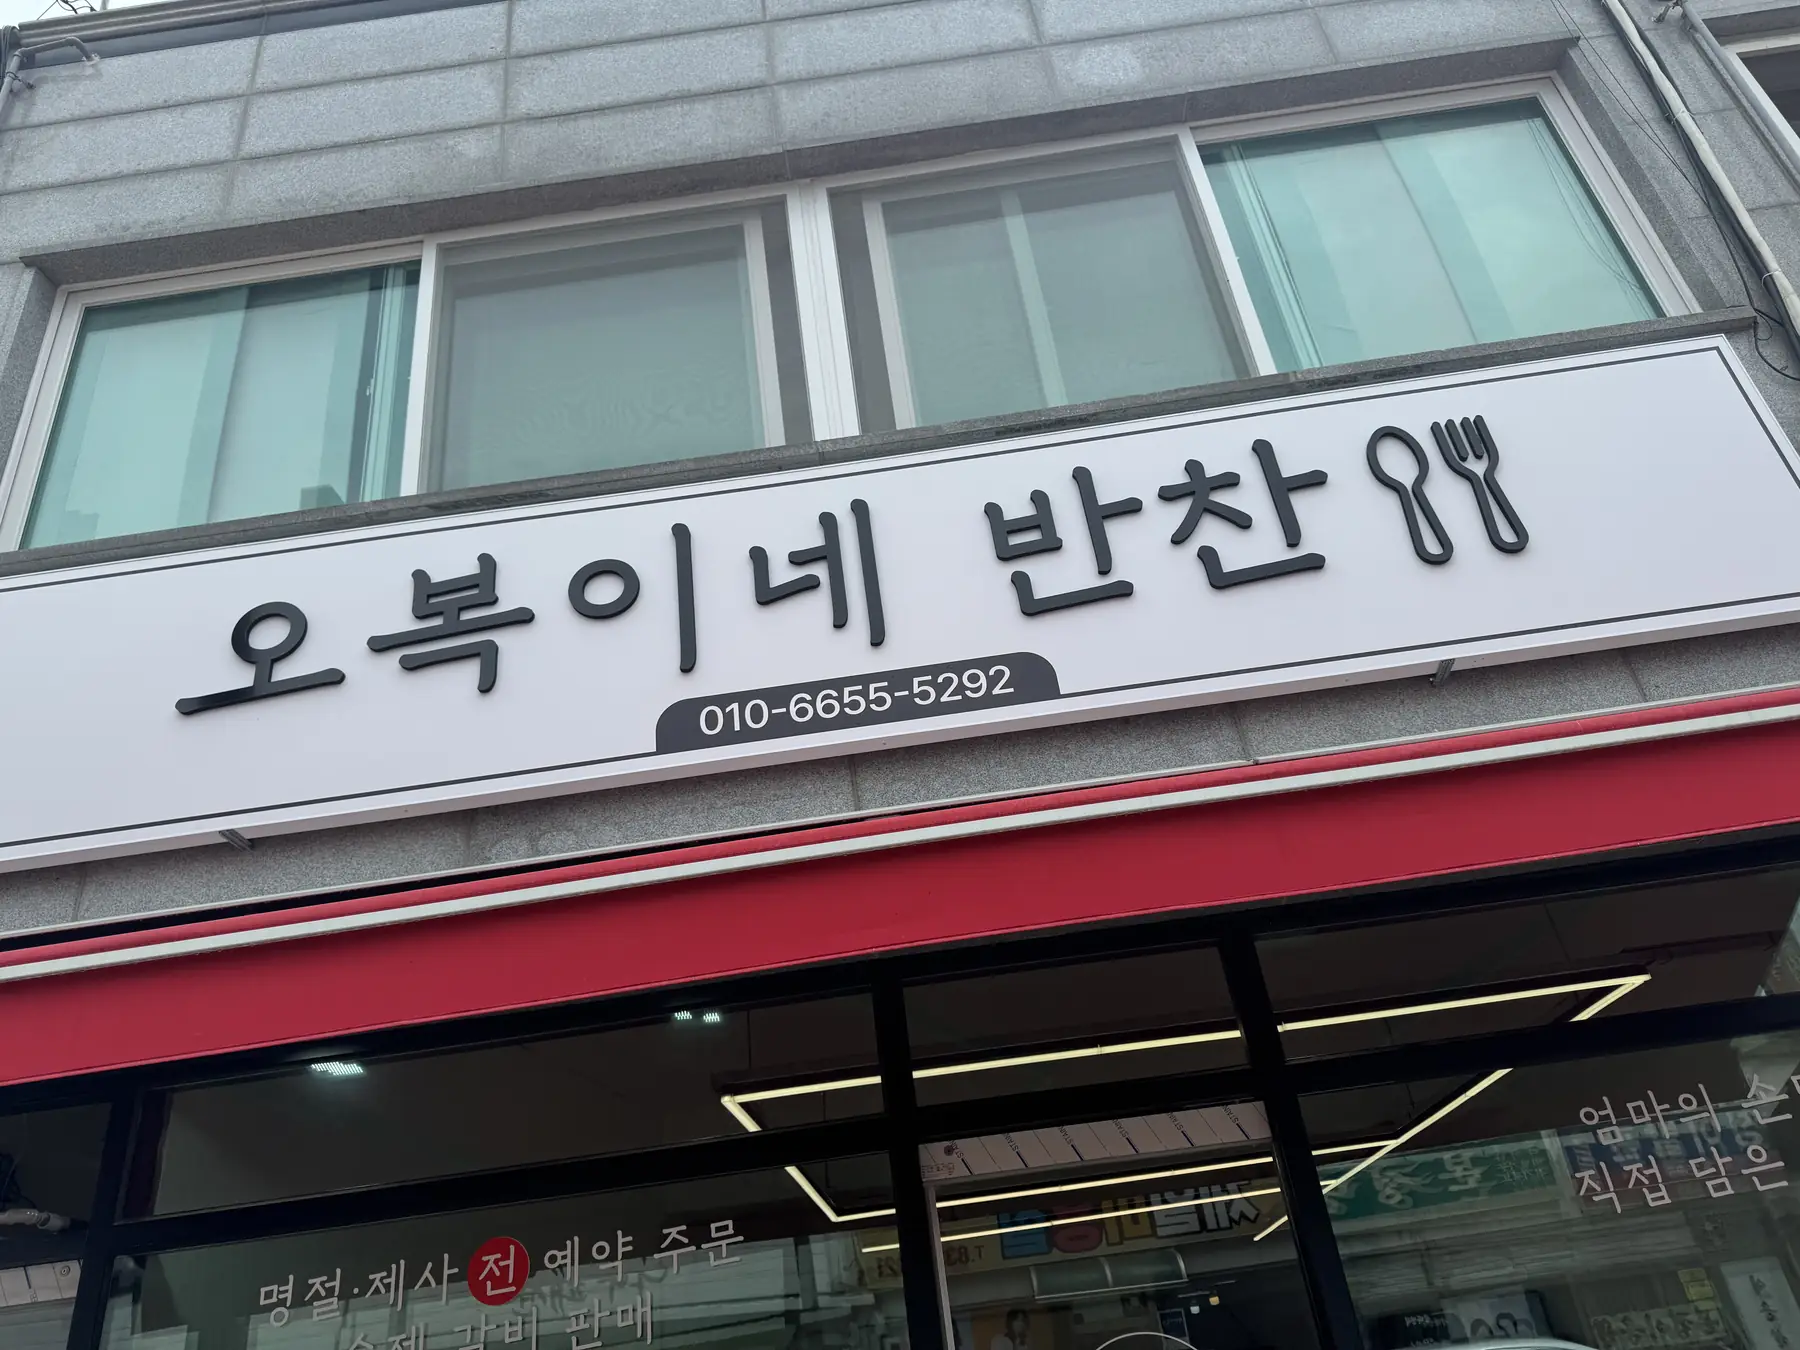 오복이네 반찬
010-6655-5292
명절·제사 전 예약 주문
수제 갈비 판매
엄마의
직접 담은